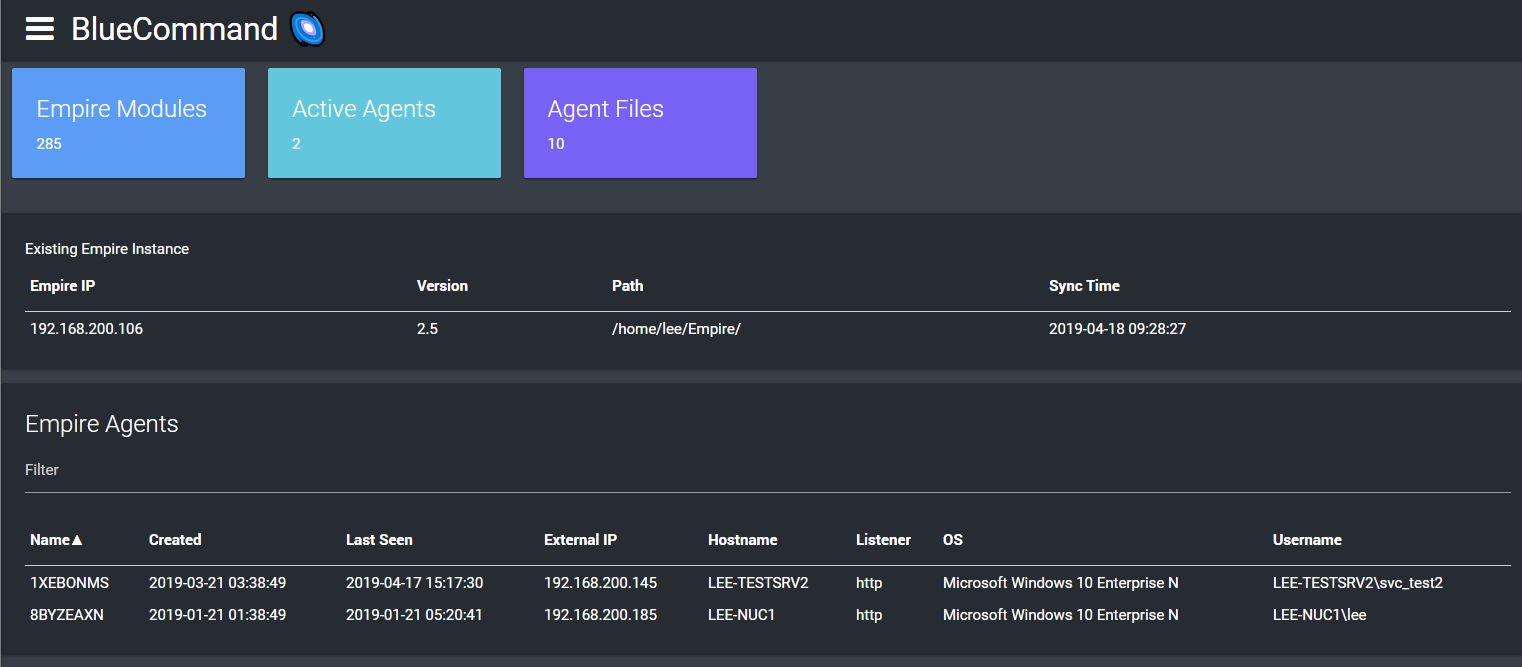 BlueCommand
Empire Modules Active Agents Agent Files
285 2 10
Existing Empire Instance
Empire IP Version Path Sync Time
192.168.200.106 2.5 /home/lee/Empire/ 2019-04-18 09:28:27
Empire Agents
Filter
Name▲ Created Last Seen External IP Hostname Listener OS Username
1XEBONMS 2019-03-21 03:38:49 2019-04-17 15:17:30 192.168.200.145 LEE-TESTSRV2 http Microsoft Windows 10 Enterprise N LEE-TESTSRV2\svc_test2
8BYZEAXN 2019-01-21 01:38:49 2019-01-21 05:20:41 192.168.200.185 LEE-NUC1 http Microsoft Windows 10 Enterprise N LEE-NUC1\lee